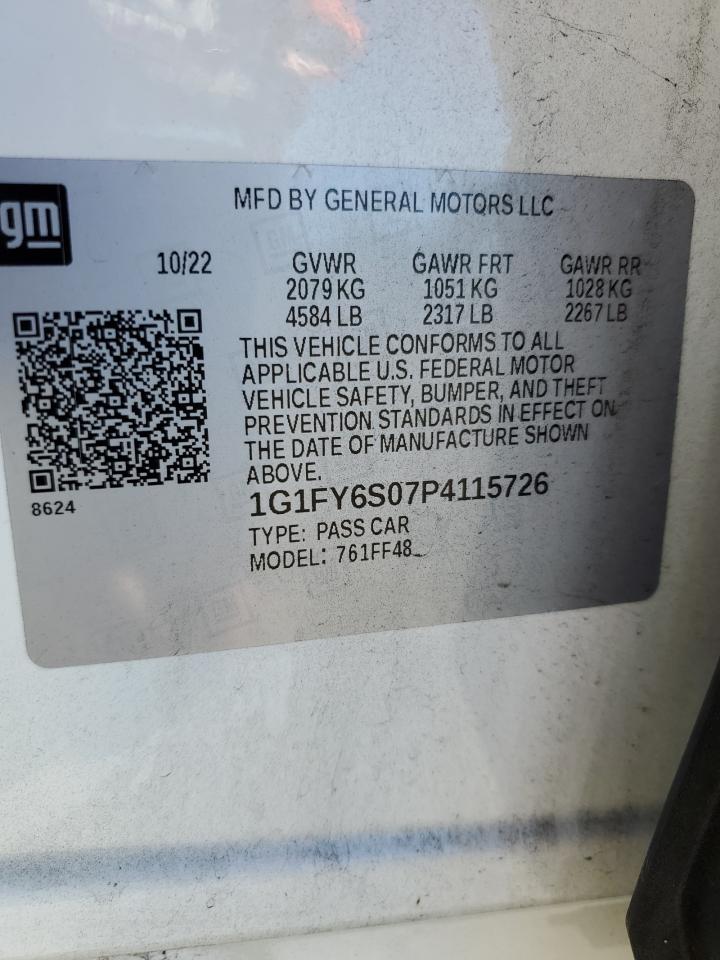 gm
MFD BY GENERAL MOTORS LLC
10/22
GVWR GAWR FRT GAWR RR
2079 KG 1051 KG 1028 KG
4584 LB 2317 LB 2267 LB
THIS VEHICLE CONFORMS TO ALL
APPLICABLE U.S. FEDERAL MOTOR
VEHICLE SAFETY, BUMPER, AND THEFT
PREVENTION STANDARDS IN EFFECT ON
THE DATE OF MANUFACTURE SHOWN
ABOVE.
8624
1G1FY6S07P4115726
TYPE: PASS CAR
MODEL: 761FF48